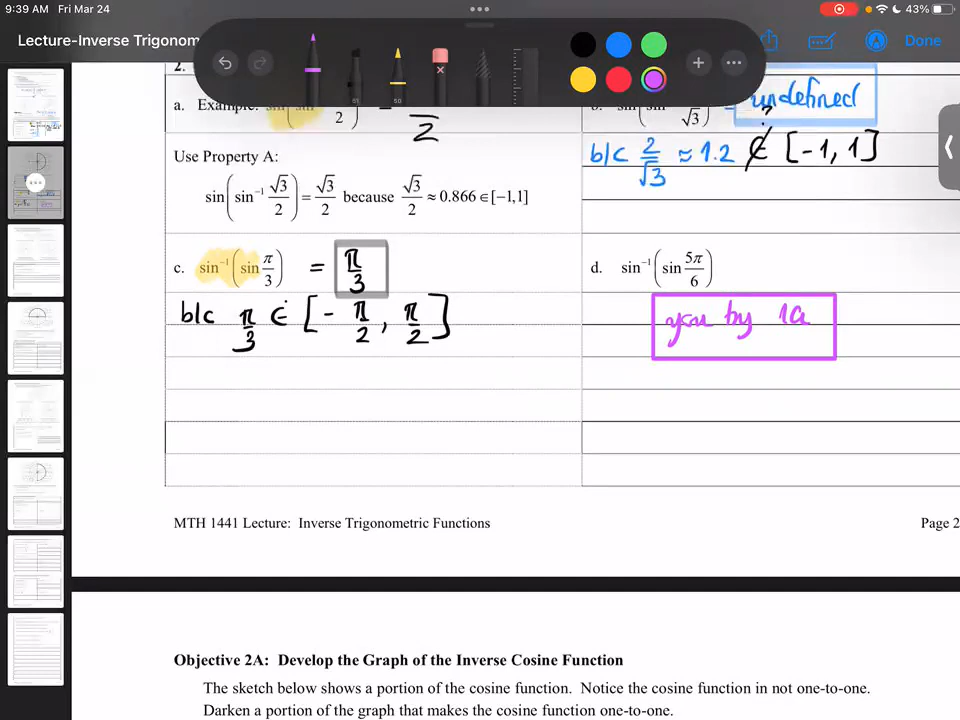 9:39 AM Fri Mar 24
43%
Lecture-Inverse Trigonom
Done
2.
a. Example:
2
2
√3
= undefined
b/c 2/√3 ≈ 1.2 ∉ [-1, 1]
Use Property A:
sin(sin⁻¹ √3/2) = √3/2 because √3/2 ≈ 0.866 ∈ [−1,1]
c. sin⁻¹(sin π/3) = π/3
b/c π/3 ∈ [- π/2, π/2]
d. sin⁻¹(sin 5π/6)
you by 1a
MTH 1441 Lecture: Inverse Trigonometric Functions
Page 2
Objective 2A: Develop the Graph of the Inverse Cosine Function
The sketch below shows a portion of the cosine function. Notice the cosine function in not one-to-one.
Darken a portion of the graph that makes the cosine function one-to-one.